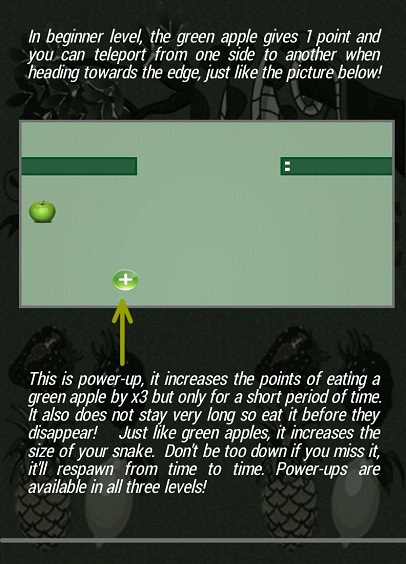 In beginner level, the green apple gives 1 point and
you can teleport from one side to another when
heading towards the edge, just like the picture below!
This is power-up, it increases the points of eating a
green apple by x3 but only for a short period of time.
It also does not stay very long so eat it before they
disappear! Just like green apples, it increases the
size of your snake. Don't be too down if you miss it,
it'll respawn from time to time. Power-ups are
available in all three levels!